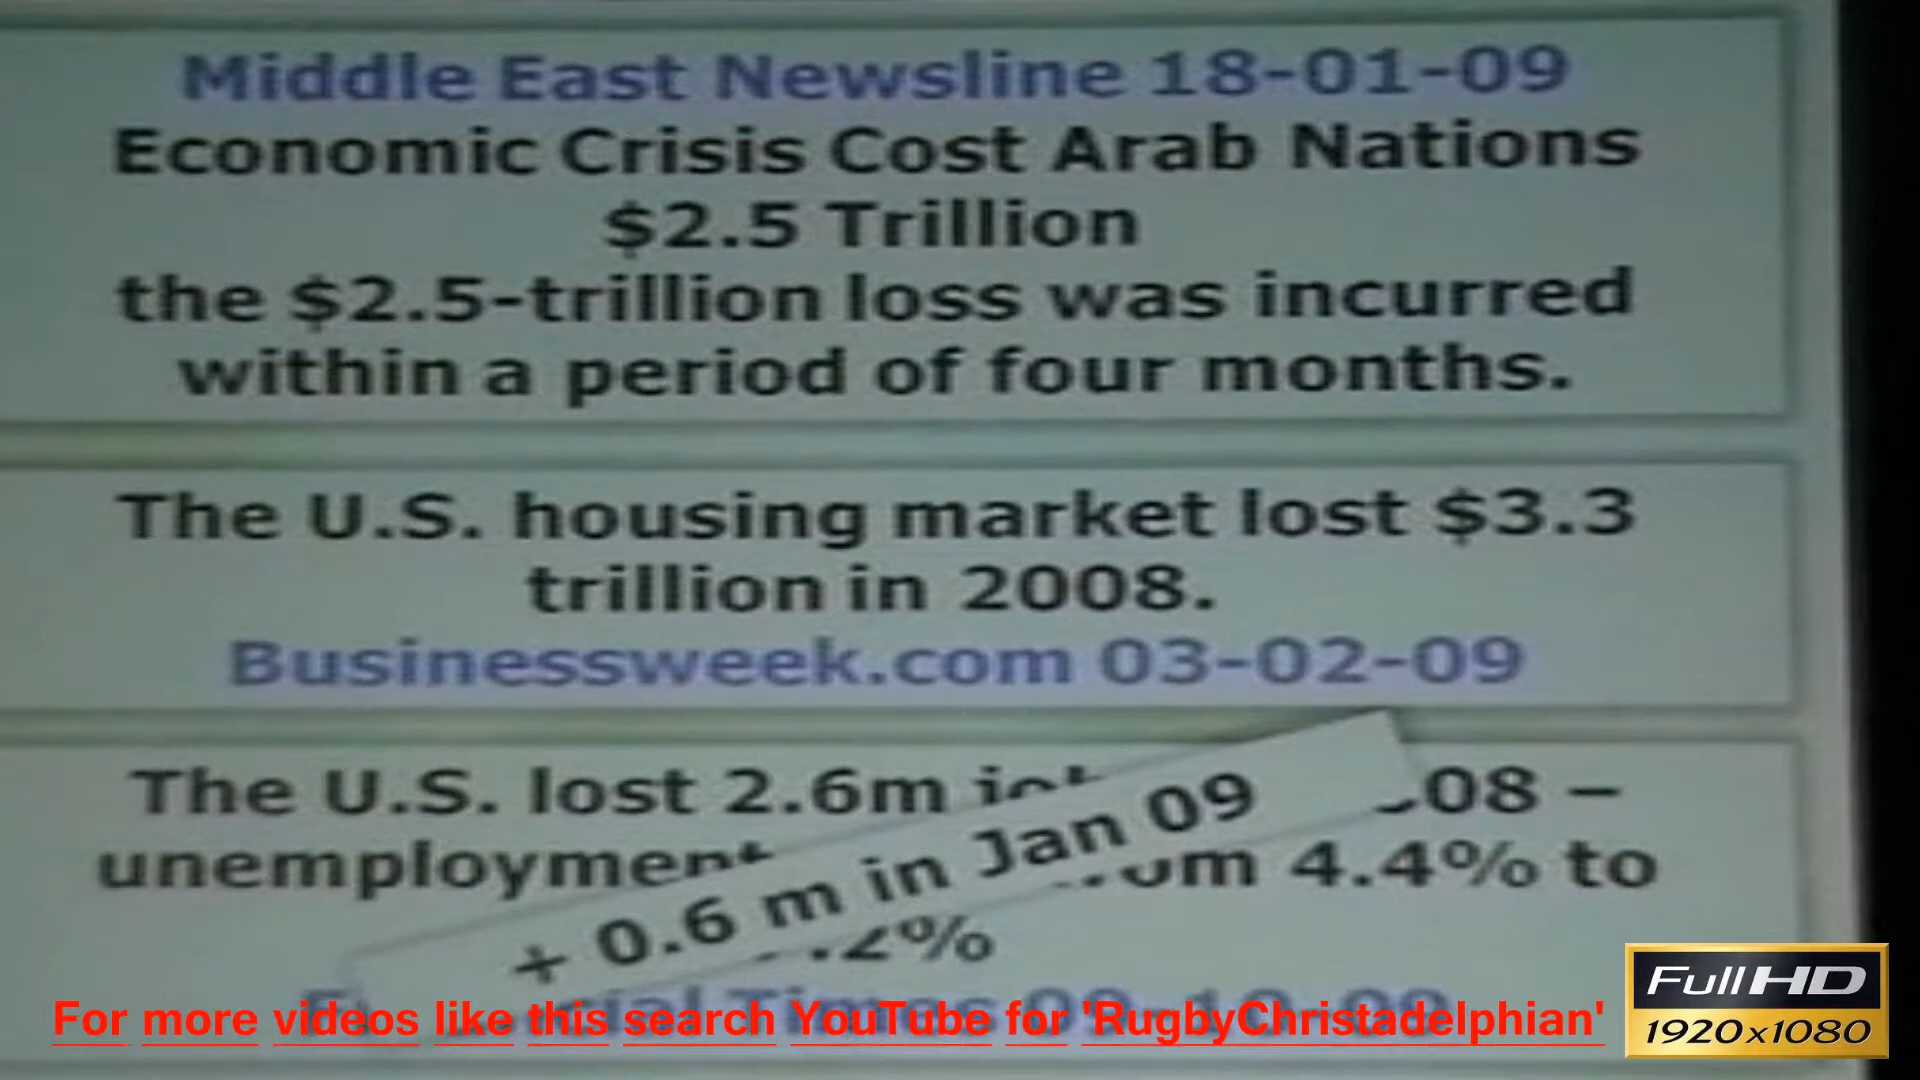 Middle East Newsline 18-01-09
Economic Crisis Cost Arab Nations
$2.5 Trillion
the $2.5-trillion loss was incurred
within a period of four months.
The U.S. housing market lost $3.3
trillion in 2008.
Businessweek.com 03-02-09
The U.S. lost 2.6m 08 –
from 4.4% to
+ 0.6 m in Jan 09
Times
For more videos like this search YouTube for 'RugbyChristadelphian'
Full HD
1920x1080